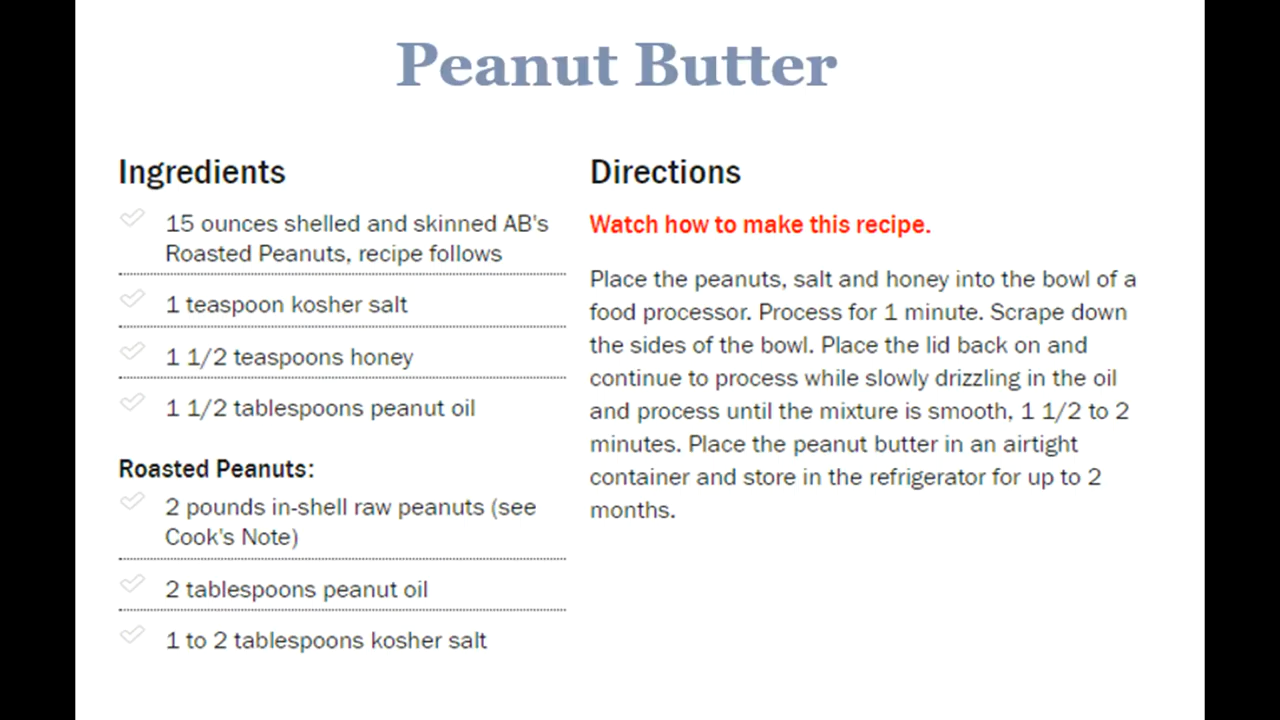 Peanut Butter
Ingredients
15 ounces shelled and skinned AB's
Roasted Peanuts, recipe follows
1 teaspoon kosher salt
1 1/2 teaspoons honey
1 1/2 tablespoons peanut oil
Roasted Peanuts:
2 pounds in-shell raw peanuts (see
Cook's Note)
2 tablespoons peanut oil
1 to 2 tablespoons kosher salt
Directions
Watch how to make this recipe.
Place the peanuts, salt and honey into the bowl of a
food processor. Process for 1 minute. Scrape down
the sides of the bowl. Place the lid back on and
continue to process while slowly drizzling in the oil
and process until the mixture is smooth, 1 1/2 to 2
minutes. Place the peanut butter in an airtight
container and store in the refrigerator for up to 2
months.